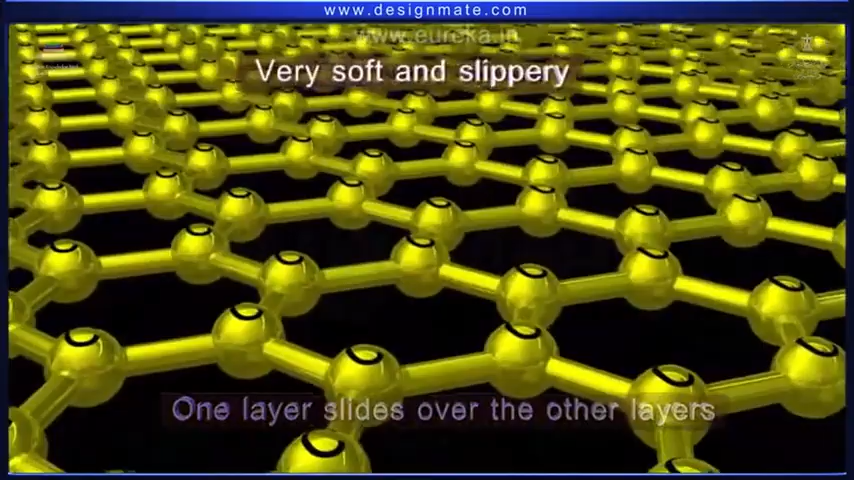 www.designmate.com
www.eureka.in
Very soft and slippery
One layer slides over the other layers